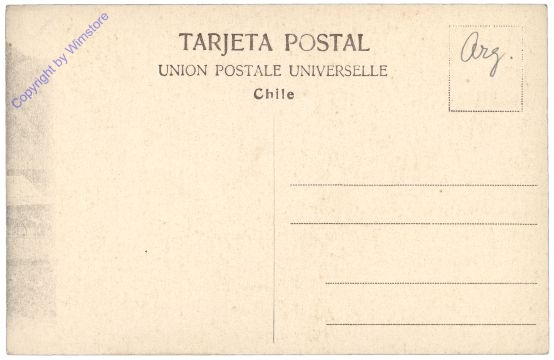 Copyright by Wimstore
TARJETA POSTAL
UNION POSTALE UNIVERSELLE
Chile
Arg.